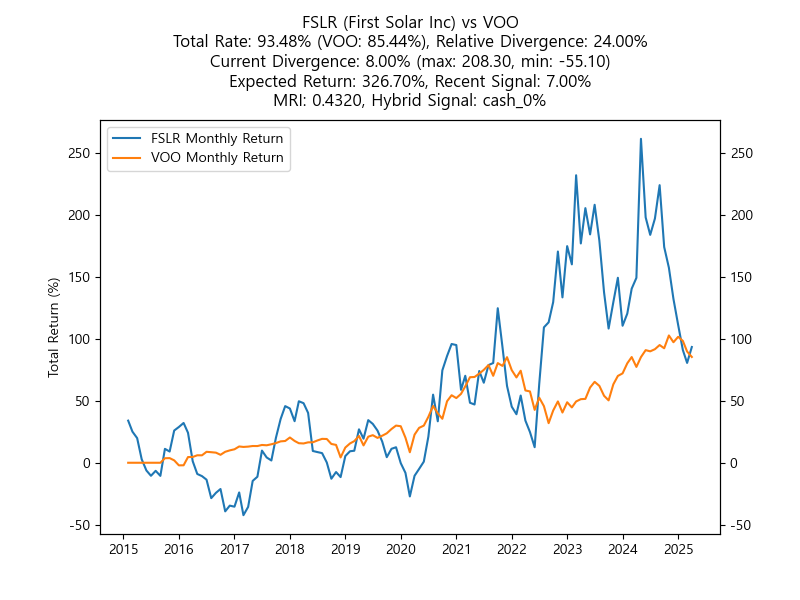 FSLR (First Solar Inc) vs VOO
Total Rate: 93.48% (VOO: 85.44%), Relative Divergence: 24.00%
Current Divergence: 8.00% (max: 208.30, min: -55.10)
Expected Return: 326.70%, Recent Signal: 7.00%
MRI: 0.4320, Hybrid Signal: cash_0%
FSLR Monthly Return
VOO Monthly Return
Total Return (%)
250 250
200 200
150 150
100 100
50 50
0 0
-50 -50
2015 2016 2017 2018 2019 2020 2021 2022 2023 2024 2025